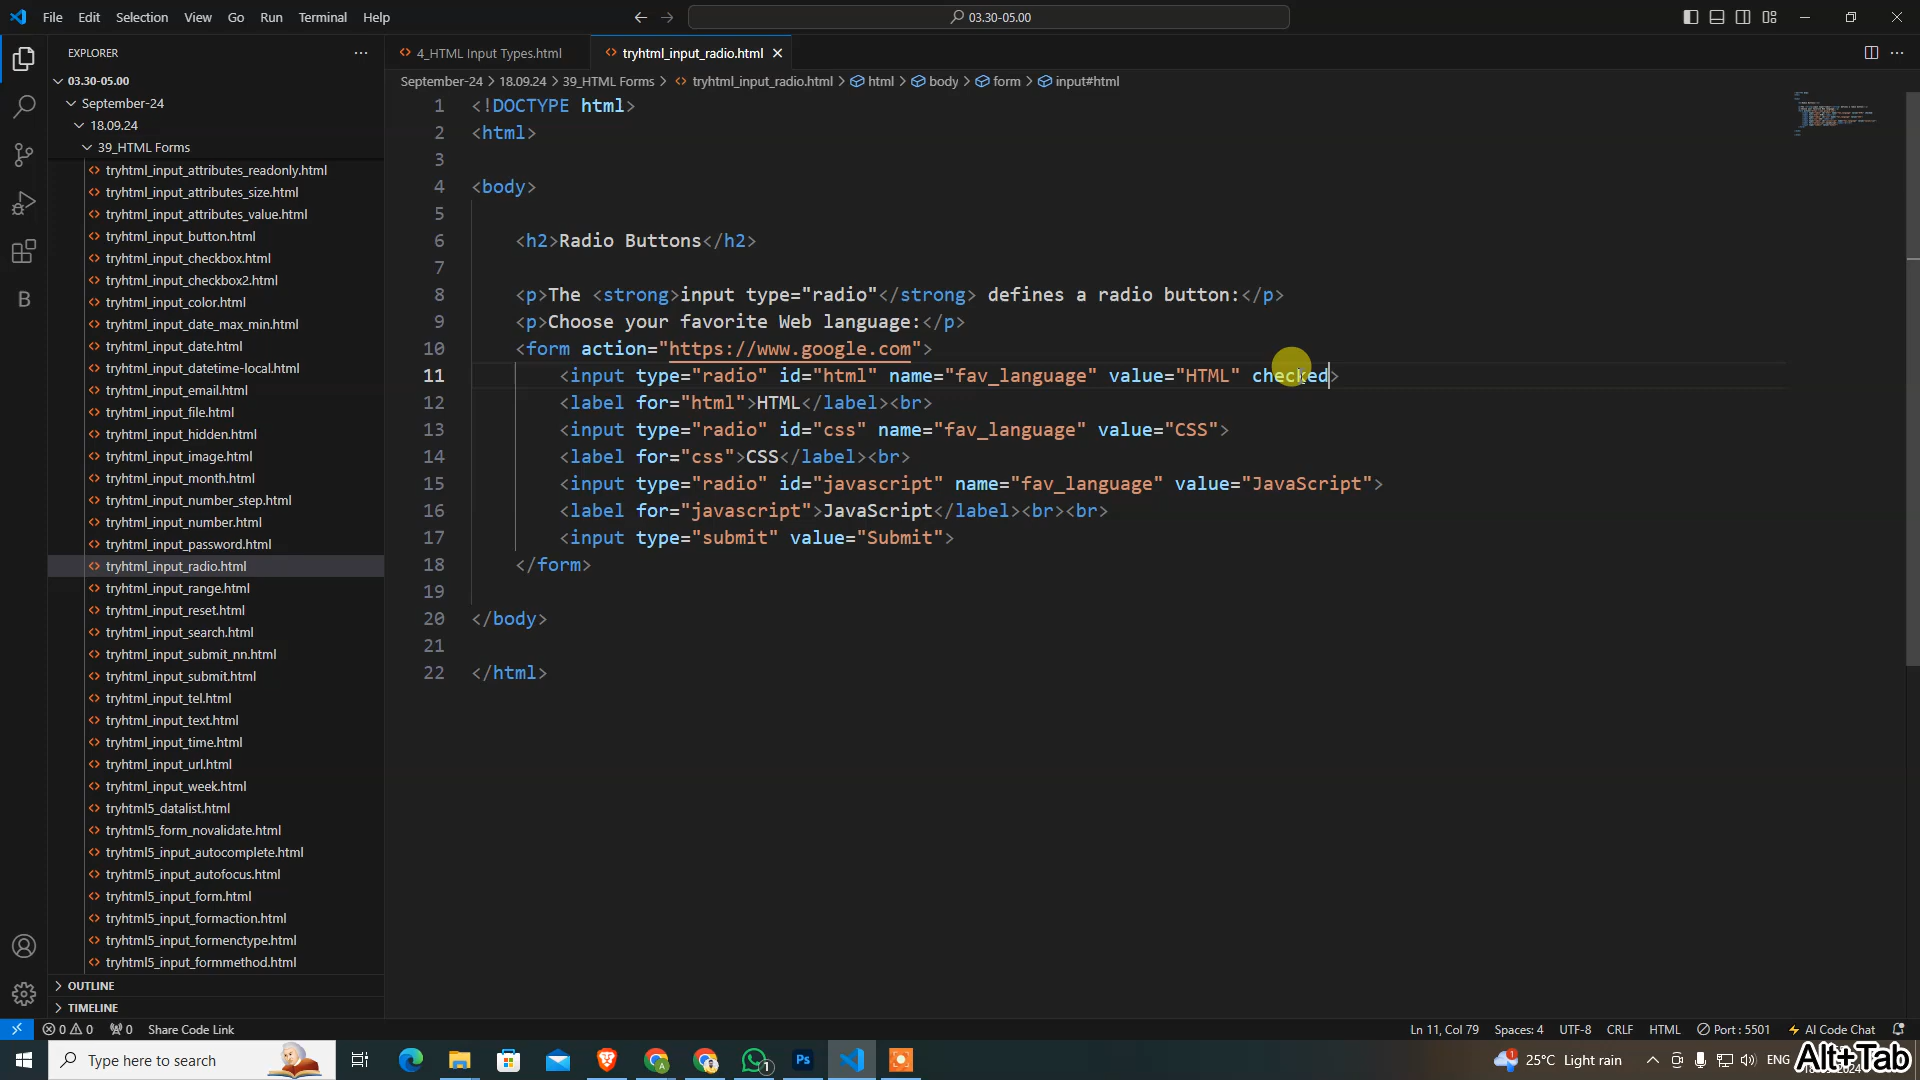 File Edit Selection View Go Run Terminal Help
03.30-05.00
EXPLORER
03.30-05.00
September-24
18.09.24
39_HTML Forms
tryhtml_input_attributes_readonly.html
tryhtml_input_attributes_size.html
tryhtml_input_attributes_value.html
tryhtml_input_button.html
tryhtml_input_checkbox.html
tryhtml_input_checkbox2.html
tryhtml_input_color.html
tryhtml_input_date_max_min.html
tryhtml_input_date.html
tryhtml_input_datetime-local.html
tryhtml_input_email.html
tryhtml_input_file.html
tryhtml_input_hidden.html
tryhtml_input_image.html
tryhtml_input_month.html
tryhtml_input_number_step.html
tryhtml_input_number.html
tryhtml_input_password.html
tryhtml_input_radio.html
tryhtml_input_range.html
tryhtml_input_reset.html
tryhtml_input_search.html
tryhtml_input_submit_nn.html
tryhtml_input_submit.html
tryhtml_input_tel.html
tryhtml_input_text.html
tryhtml_input_time.html
tryhtml_input_url.html
tryhtml_input_week.html
tryhtml5_datalist.html
tryhtml5_form_novalidate.html
tryhtml5_input_autocomplete.html
tryhtml5_input_autofocus.html
tryhtml5_input_form.html
tryhtml5_input_formaction.html
tryhtml5_input_formenctype.html
tryhtml5_input_formmethod.html
OUTLINE
TIMELINE
4_HTML Input Types.html tryhtml_input_radio.html
September-24 > 18.09.24 > 39_HTML Forms > tryhtml_input_radio.html > html > body > form > input#html
1 <!DOCTYPE html>
2 <html>
3
4 <body>
5
6 <h2>Radio Buttons</h2>
7
8 <p>The <strong>input type="radio"</strong> defines a radio button:</p>
9 <p>Choose your favorite Web language:</p>
10 <form action="https://www.google.com">
11 <input type="radio" id="html" name="fav_language" value="HTML" checked>
12 <label for="html">HTML</label><br>
13 <input type="radio" id="css" name="fav_language" value="CSS">
14 <label for="css">CSS</label><br>
15 <input type="radio" id="javascript" name="fav_language" value="JavaScript">
16 <label for="javascript">JavaScript</label><br><br>
17 <input type="submit" value="Submit">
18 </form>
19
20 </body>
21
22 </html>
0 0 0 Share Code Link Ln 11, Col 79 Spaces: 4 UTF-8 CRLF HTML Port : 5501 AI Code Chat
B
Type here to search 1 Ps 1 25°C Light rain ENG
Alt+Tab